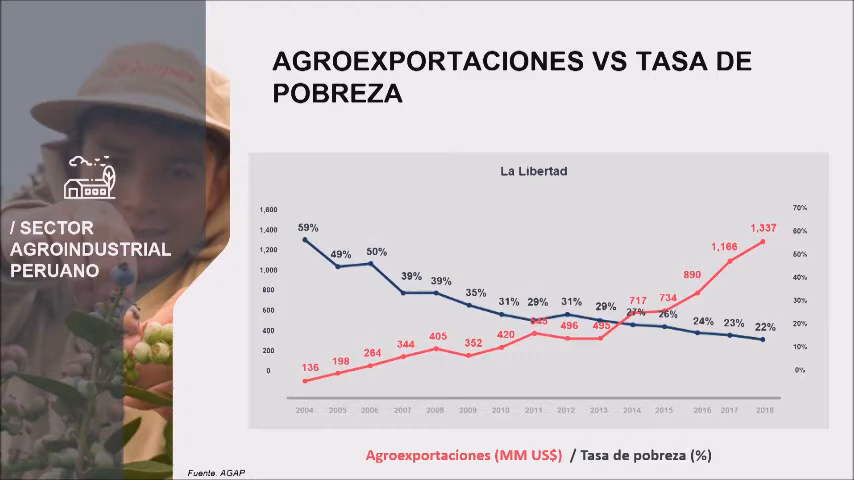 AGROEXPORTACIONES VS TASA DE
POBREZA
/ SECTOR
AGROINDUSTRIAL
PERUANO
La Libertad
1,600
1,400
1,200
1,000
800
600
400
200
0
70%
60%
50%
40%
30%
20%
10%
0%
59% 49% 50% 39% 39% 35% 31% 29% 31% 29% 27% 26% 24% 23% 22%
136 198 264 344 405 352 420 496 495 717 734 890 1,166 1,337
2004 2005 2006 2007 2008 2009 2010 2011 2012 2013 2014 2015 2016 2017 2018
Agroexportaciones (MM US$) / Tasa de pobreza (%)
Fuente. AGAP